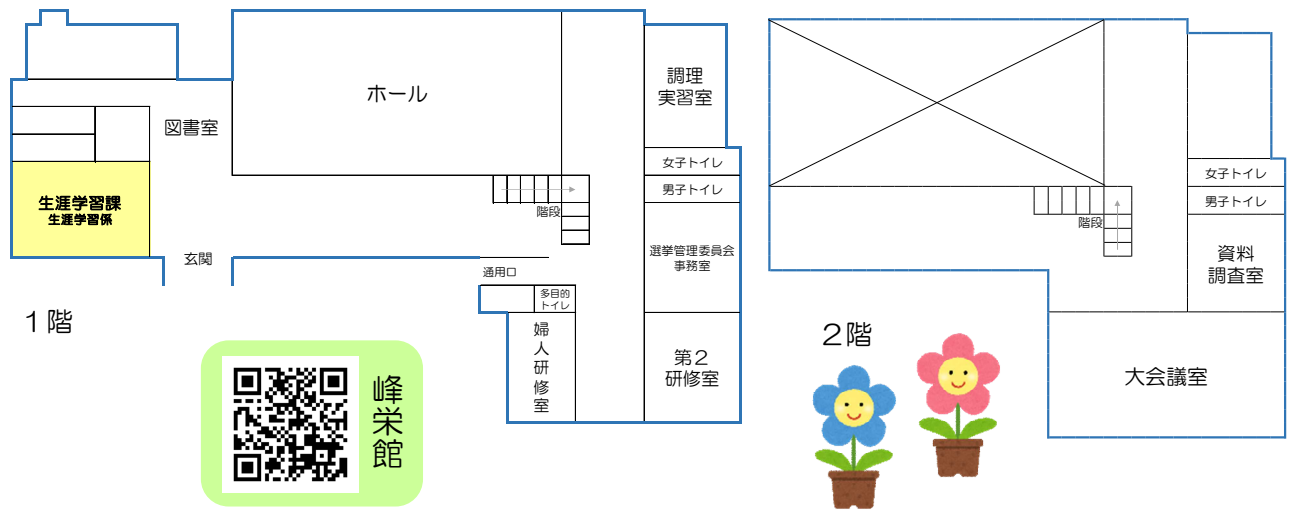 ホール
調理
実習室
図書室
女子トイレ
男子トイレ
生涯学習課
生涯学習係
階段
選挙管理委員会
事務室
玄関
通用口
多目的
トイレ
婦人研修室
第２
研修室
１階
峰栄館
女子トイレ
男子トイレ
階段
資料
調査室
２階
大会議室